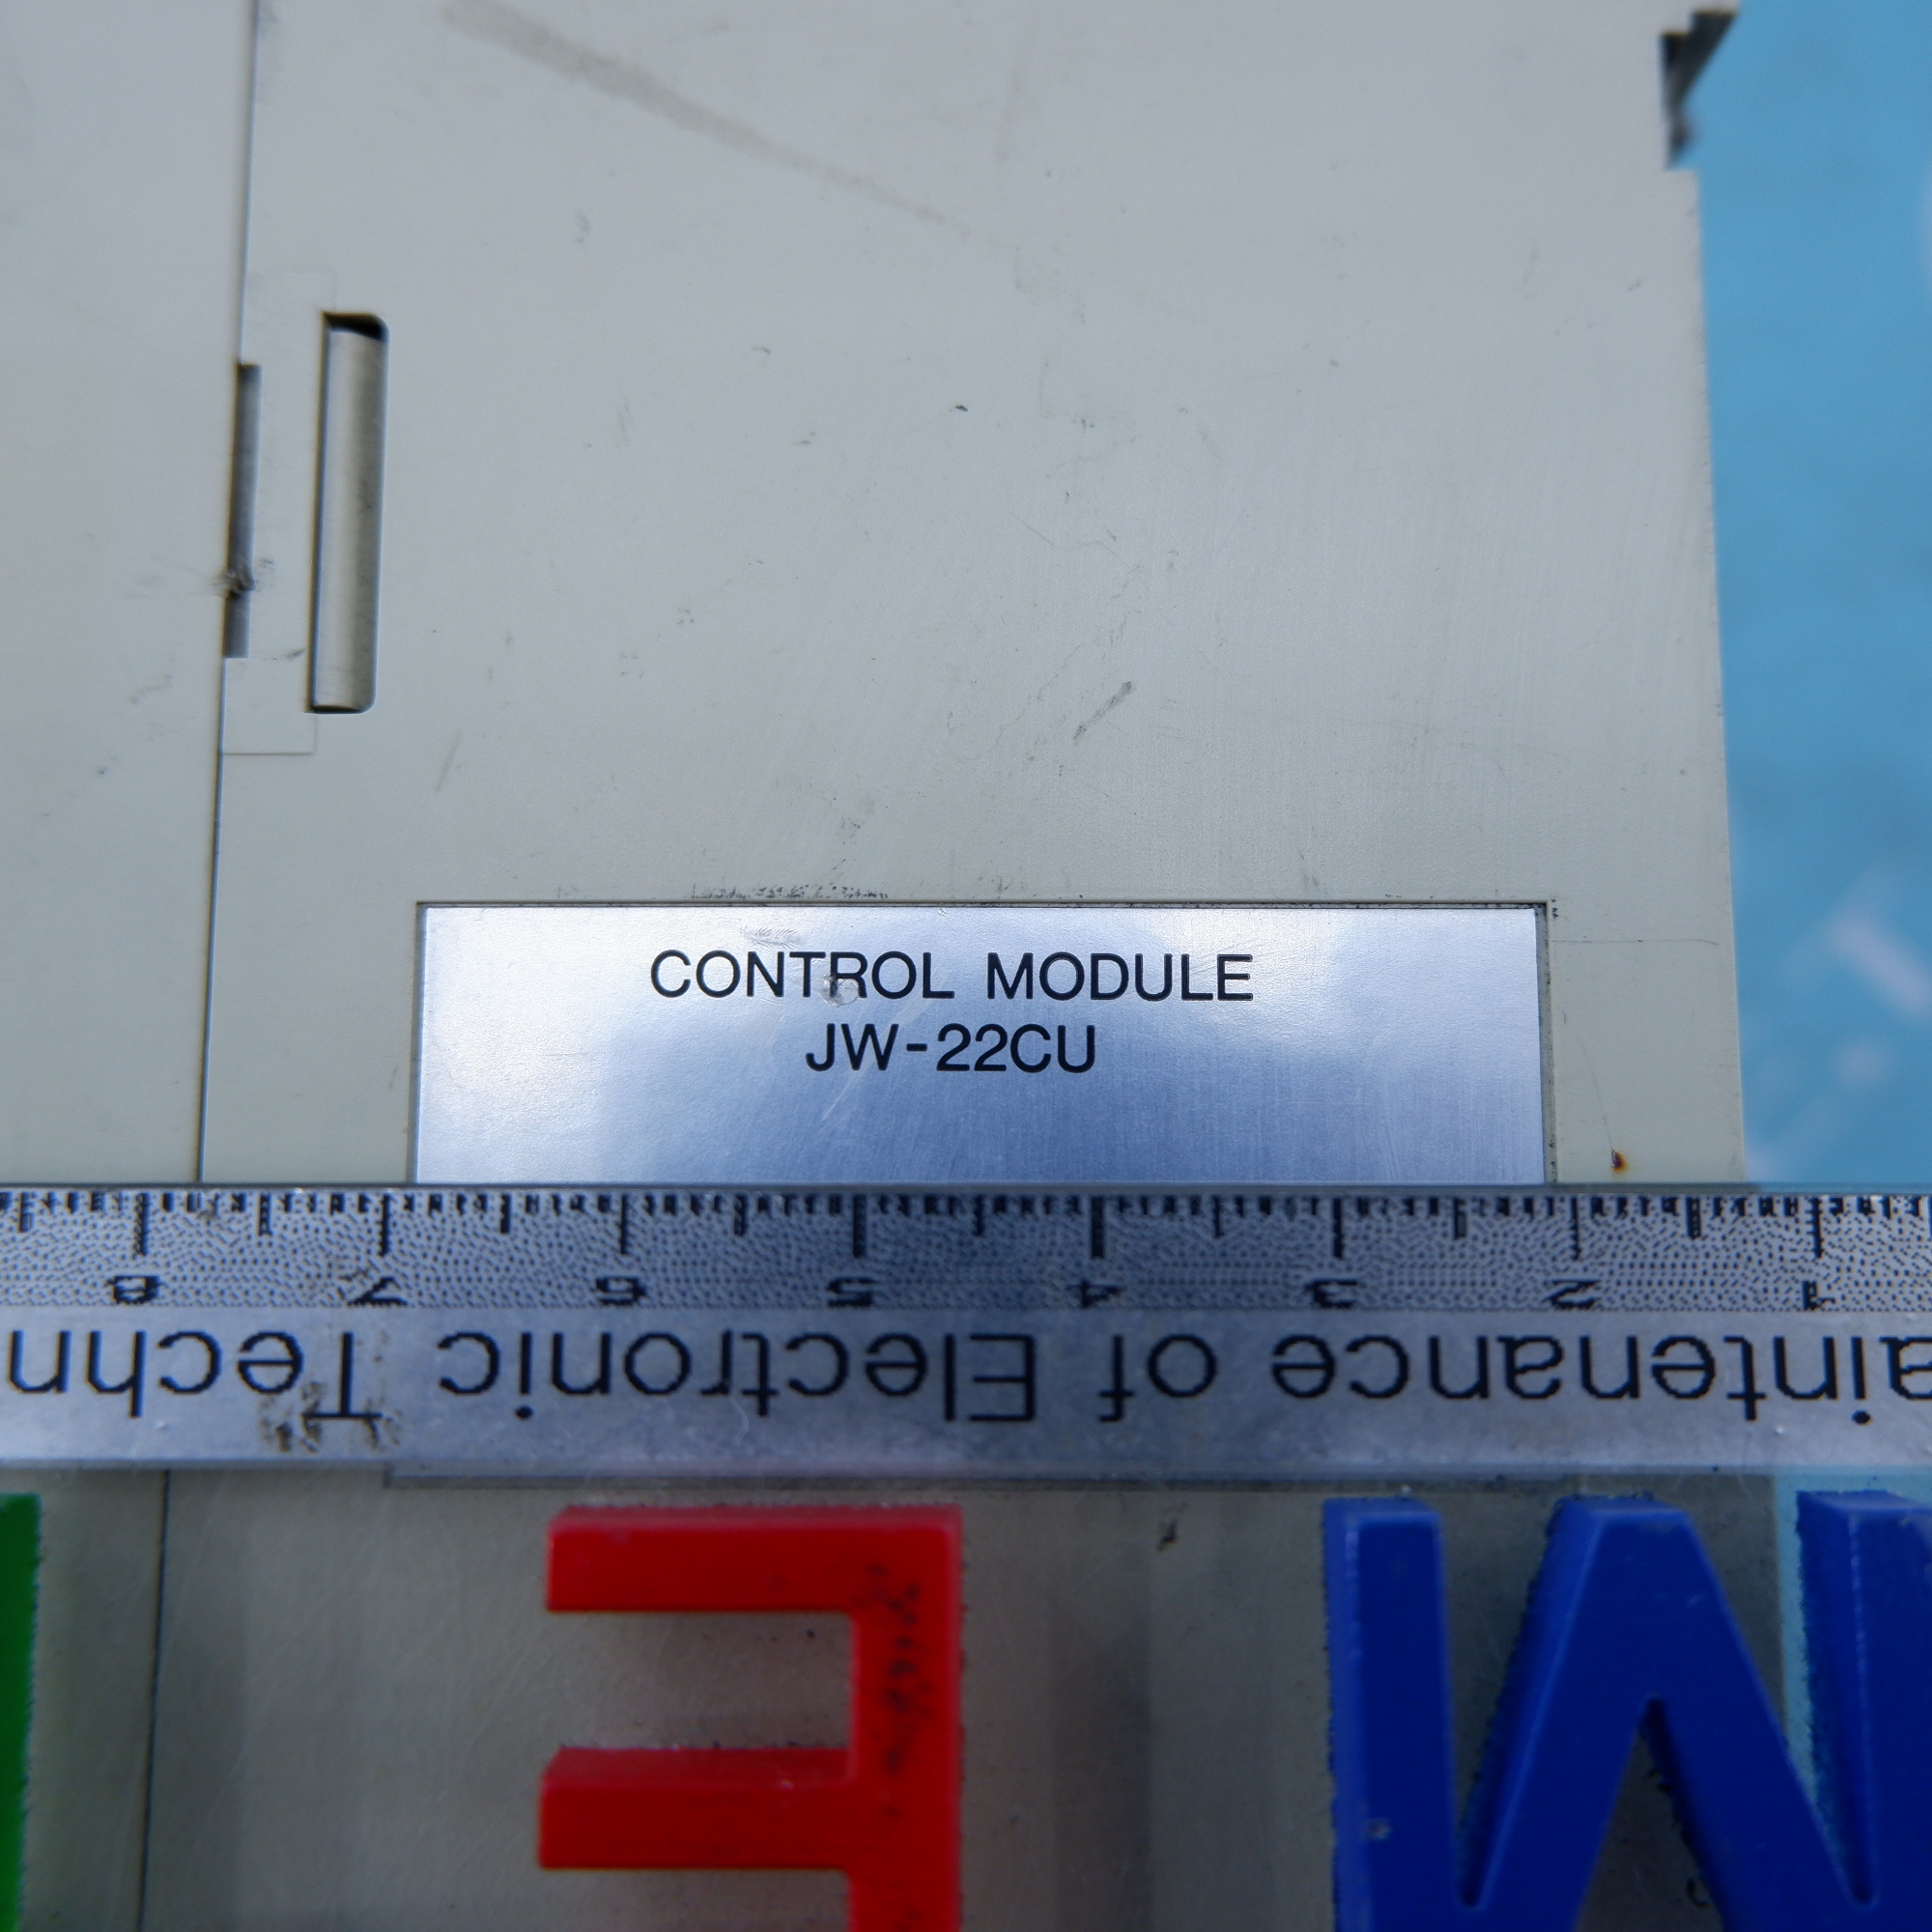 CONTROL MODULE
JW-22CU
8 7 6 5 4 3 2 1
aintenance of Electronic Techn
E M